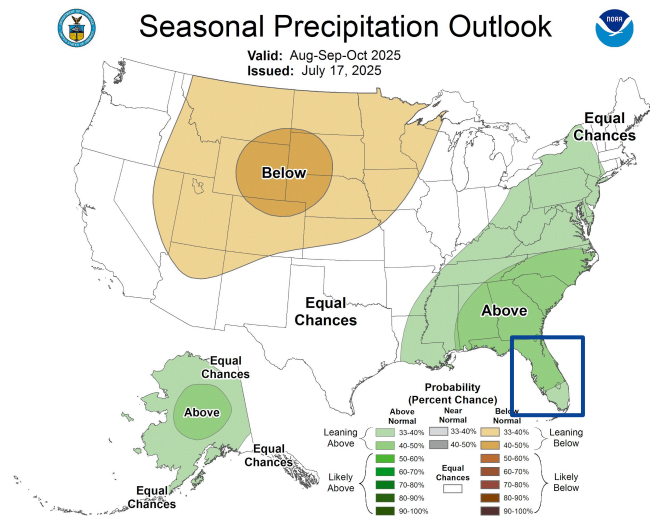 Seasonal Precipitation Outlook
NOAA
Valid: Aug-Sep-Oct 2025
Issued: July 17, 2025
Equal
Chances
Below
Equal
Chances
Above
Equal
Chances
Above
Equal
Chances
Equal
Chances
Probability
(Percent Chance)
Above
Normal
Near
Normal
Below
Normal
Leaning
Above
33-40%
33-40%
33-40%
Leaning
Below
40-50%
40-50%
40-50%
Likely
Above
50-60%
60-70%
70-80%
80-90%
90-100%
Equal
Chances
50-60%
60-70%
70-80%
80-90%
90-100%
Likely
Below